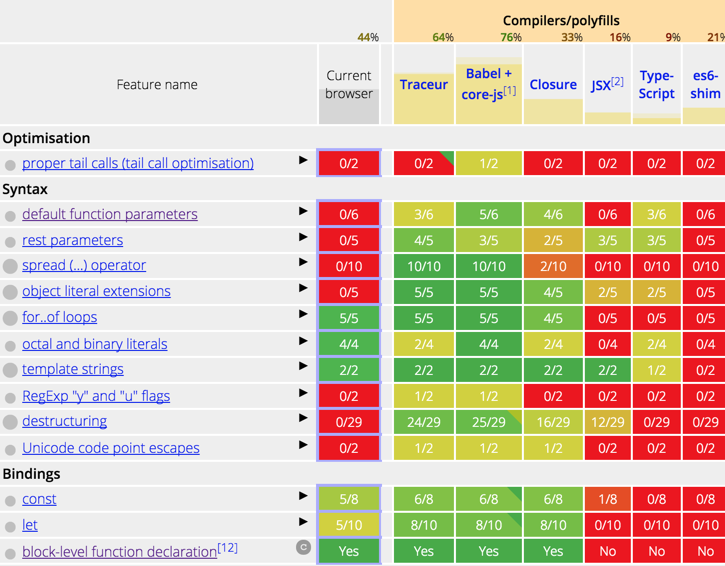 Compilers/polyfills
44% 64% 76% 33% 16% 9% 21%
Feature name Current browser Traceur Babel + core-js[1] Closure JSX[2] Type-Script es6-shim
Optimisation
proper tail calls (tail call optimisation) 0/2 0/2 1/2 0/2 0/2 0/2 0/2
Syntax
default function parameters 0/6 3/6 5/6 4/6 0/6 3/6 0/6
rest parameters 0/5 4/5 3/5 2/5 3/5 3/5 0/5
spread (...) operator 0/10 10/10 10/10 2/10 0/10 0/10 0/10
object literal extensions 0/5 5/5 5/5 4/5 2/5 2/5 0/5
for..of loops 5/5 5/5 5/5 4/5 0/5 0/5 0/5
octal and binary literals 4/4 2/4 4/4 2/4 0/4 2/4 0/4
template strings 2/2 2/2 2/2 2/2 2/2 1/2 0/2
RegExp "y" and "u" flags 0/2 1/2 1/2 0/2 0/2 0/2 0/2
destructuring 0/29 24/29 25/29 16/29 12/29 0/29 0/29
Unicode code point escapes 0/2 1/2 1/2 1/2 0/2 0/2 0/2
Bindings
const 5/8 6/8 6/8 6/8 1/8 0/8 0/8
let 5/10 8/10 8/10 8/10 0/10 0/10 0/10
block-level function declaration[12] C Yes Yes Yes Yes No No No